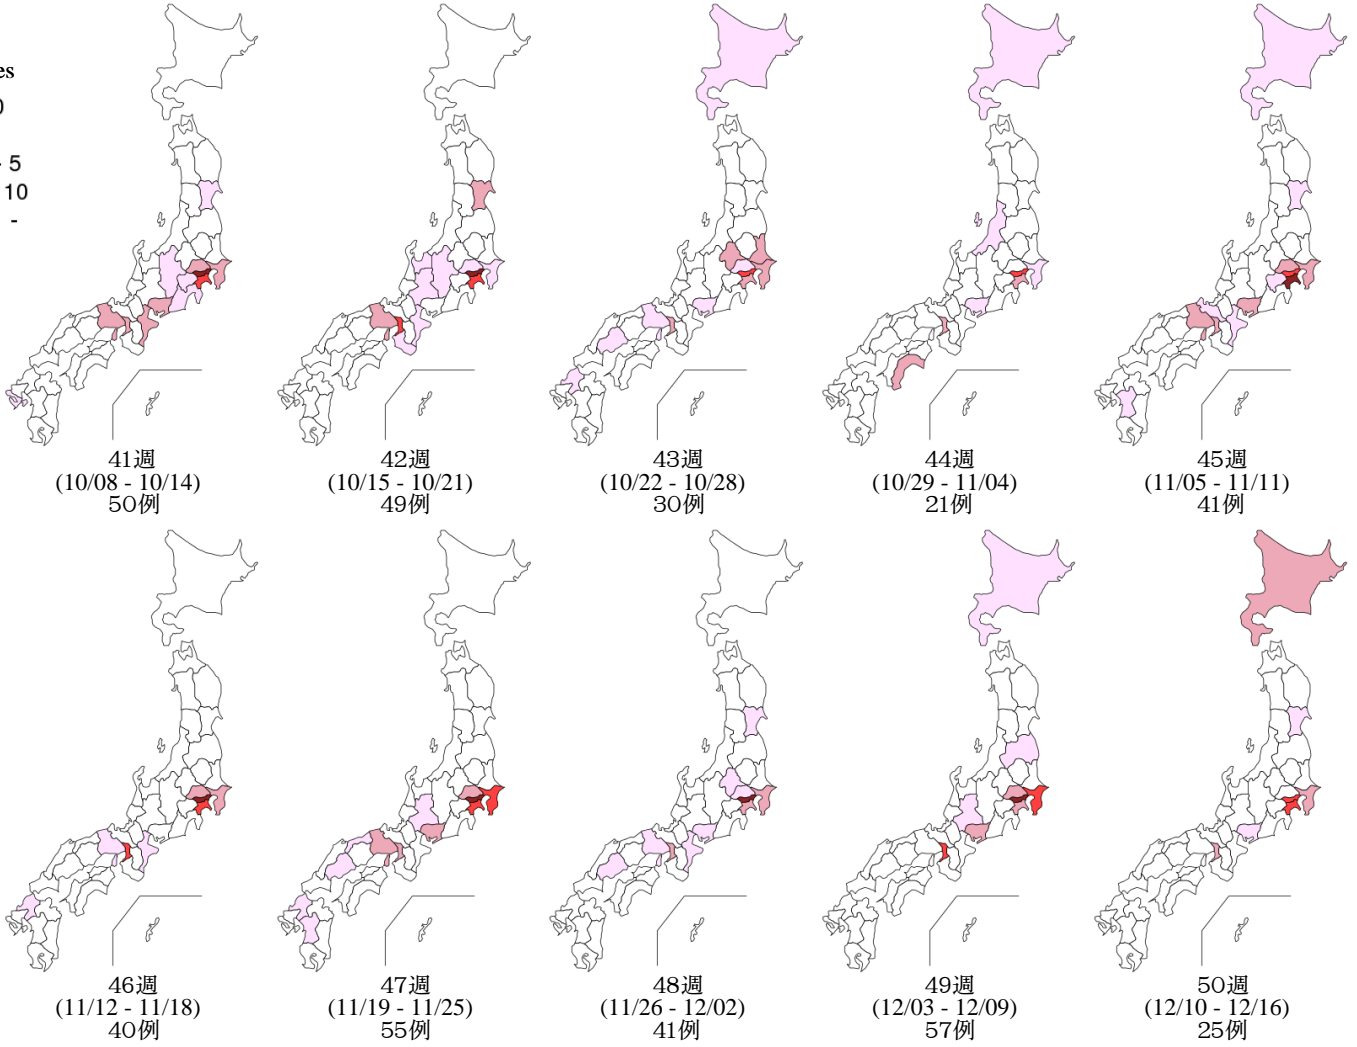 es
0
- 5
10
-
41週
(10/08 - 10/14)
50例
42週
(10/15 - 10/21)
49例
43週
(10/22 - 10/28)
30例
44週
(10/29 - 11/04)
21例
45週
(11/05 - 11/11)
41例
46週
(11/12 - 11/18)
40例
47週
(11/19 - 11/25)
55例
48週
(11/26 - 12/02)
41例
49週
(12/03 - 12/09)
57例
50週
(12/10 - 12/16)
25例